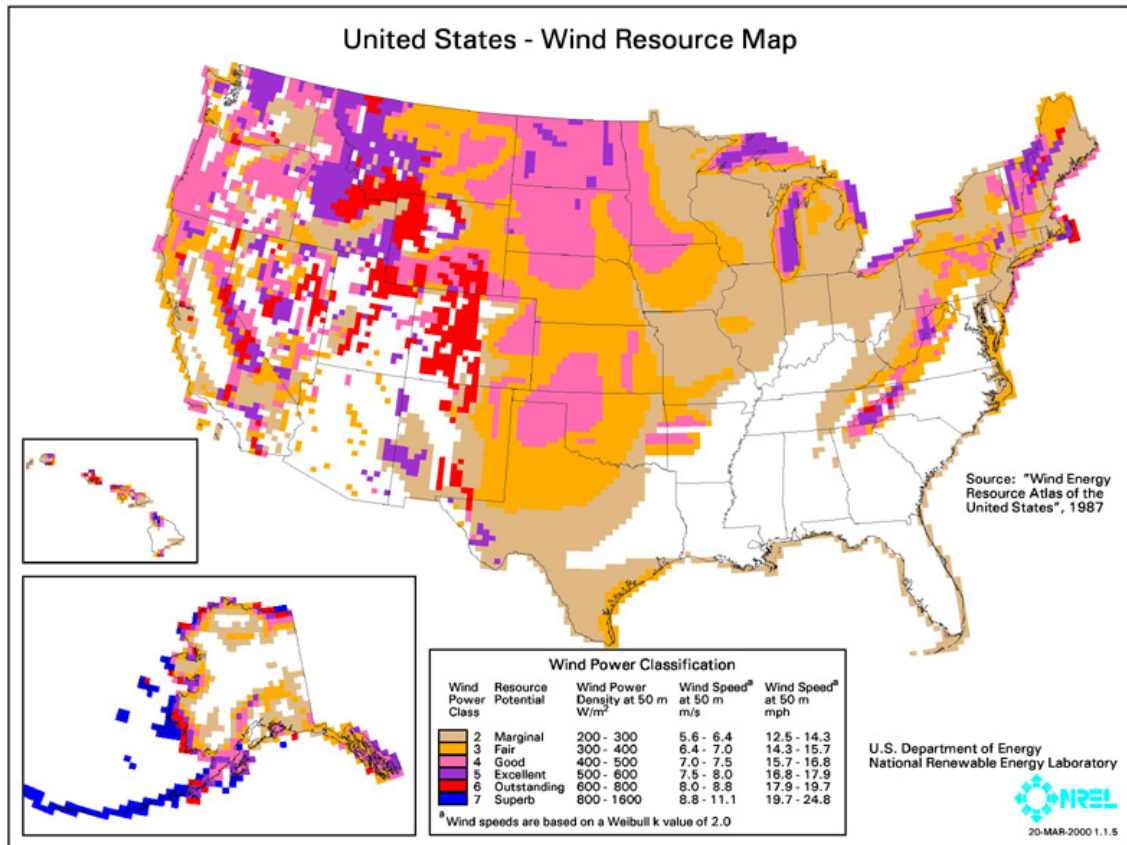 United States - Wind Resource Map
Source: "Wind Energy
Resource Atlas of the
United States", 1987
Wind Power Classification
Wind Power Class Resource Potential Wind Power Density at 50 m W/m² Wind Speedᵃ at 50 m m/s Wind Speedᵃ at 50 m mph
2 Marginal 200 - 300 5.6 - 6.4 12.5 - 14.3
3 Fair 300 - 400 6.4 - 7.0 14.3 - 15.7
4 Good 400 - 500 7.0 - 7.5 15.7 - 16.8
5 Excellent 500 - 600 7.5 - 8.0 16.8 - 17.9
6 Outstanding 600 - 800 8.0 - 8.8 17.9 - 19.7
7 Superb 800 - 1600 8.8 - 11.1 19.7 - 24.8
ᵃ Wind speeds are based on a Weibull k value of 2.0
U.S. Department of Energy
National Renewable Energy Laboratory
NREL
20-MAR-2000 1.1.5